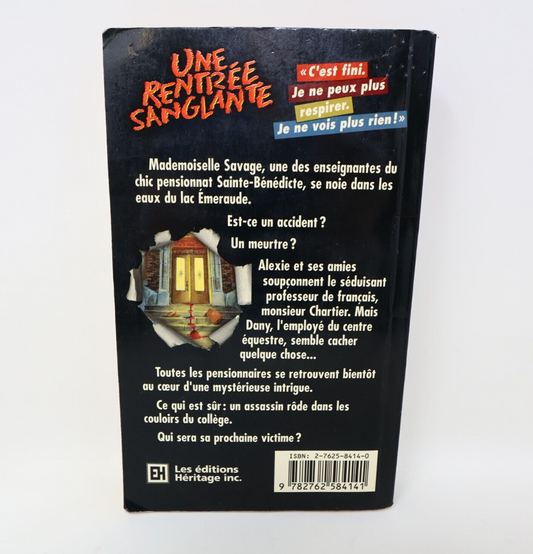 UNE
RENTRÉE
SANGLANTE
« C'est fini.
Je ne peux plus
respirer.
Je ne vois plus rien!»
Mademoiselle Savage, une des enseignantes du
chic pensionnat Sainte-Bénédicte, se noie dans les
eaux du lac Émeraude.
Est-ce un accident?
Un meurtre?
Alexie et ses amies
soupçonnent le séduisant
professeur de français,
monsieur Chartier. Mais
Dany, l'employé du centre
équestre, semble cacher
quelque chose...
Toutes les pensionnaires se retrouvent bientôt
au cœur d'une mystérieuse intrigue.
Ce qui est sûr: un assassin rôde dans les
couloirs du collège.
Qui sera sa prochaine victime?
EH
Les éditions
Héritage inc.
ISBN: 2-7625-8414-0
9 782762 584141